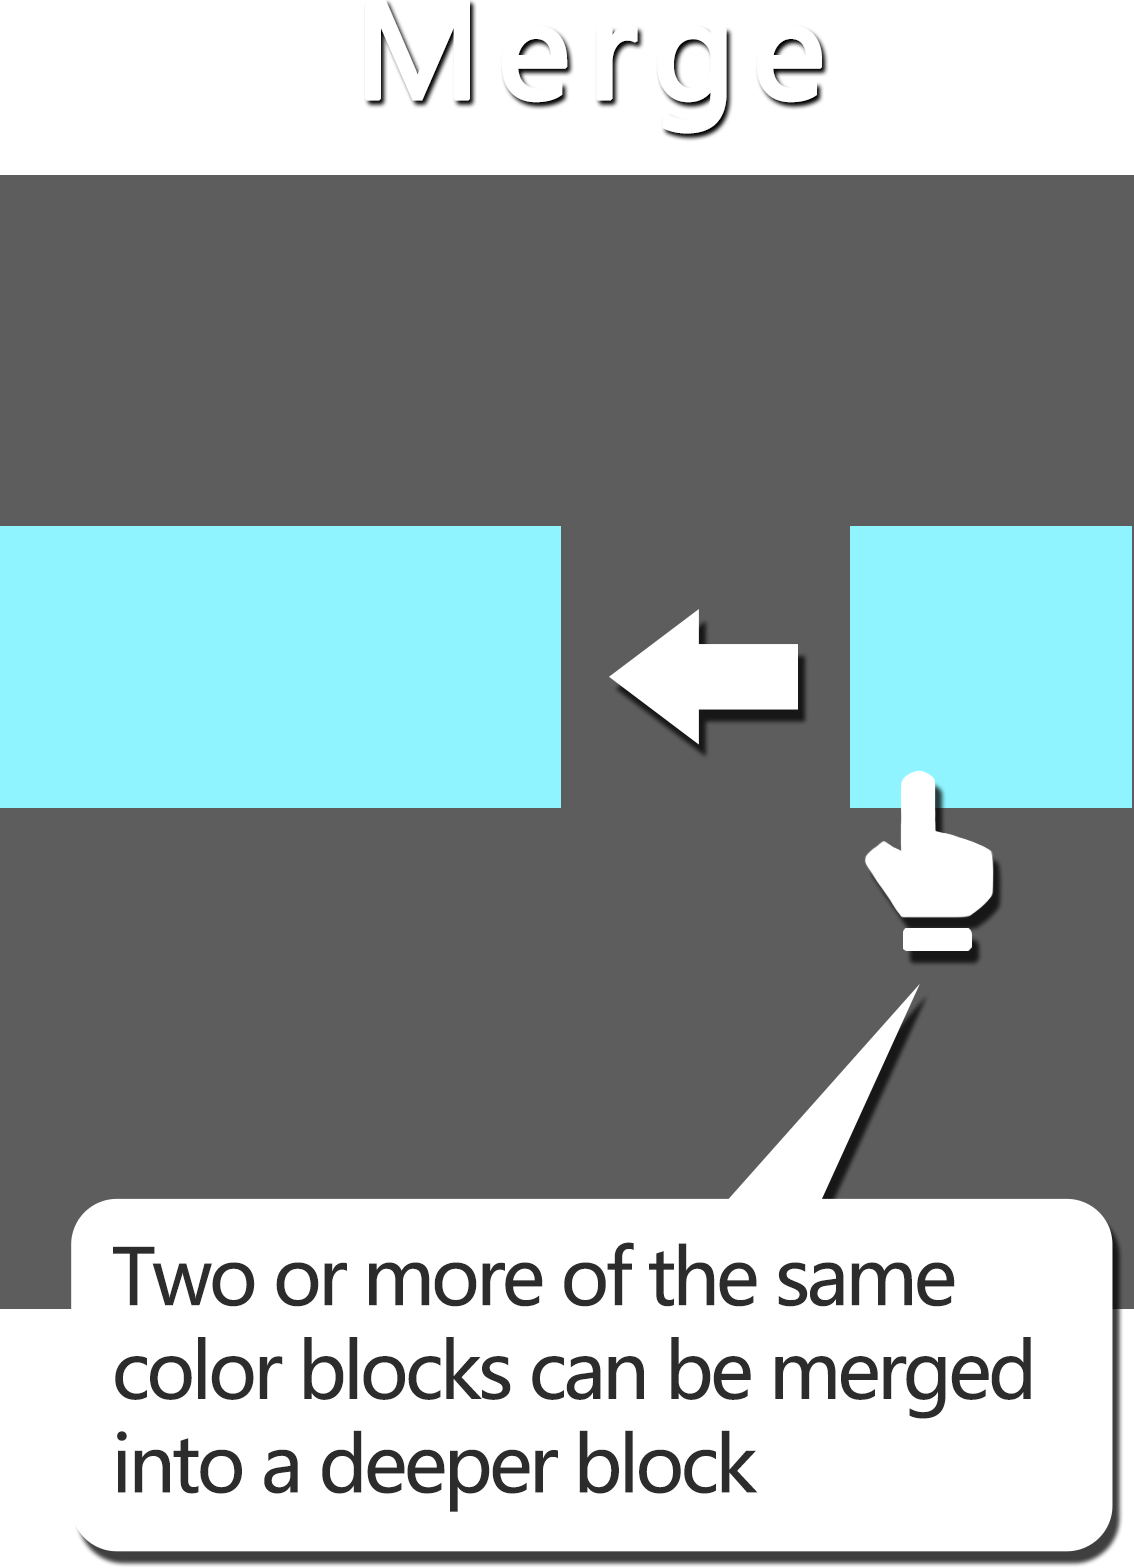 Merge
Two or more of the same
color blocks can be merged
into a deeper block